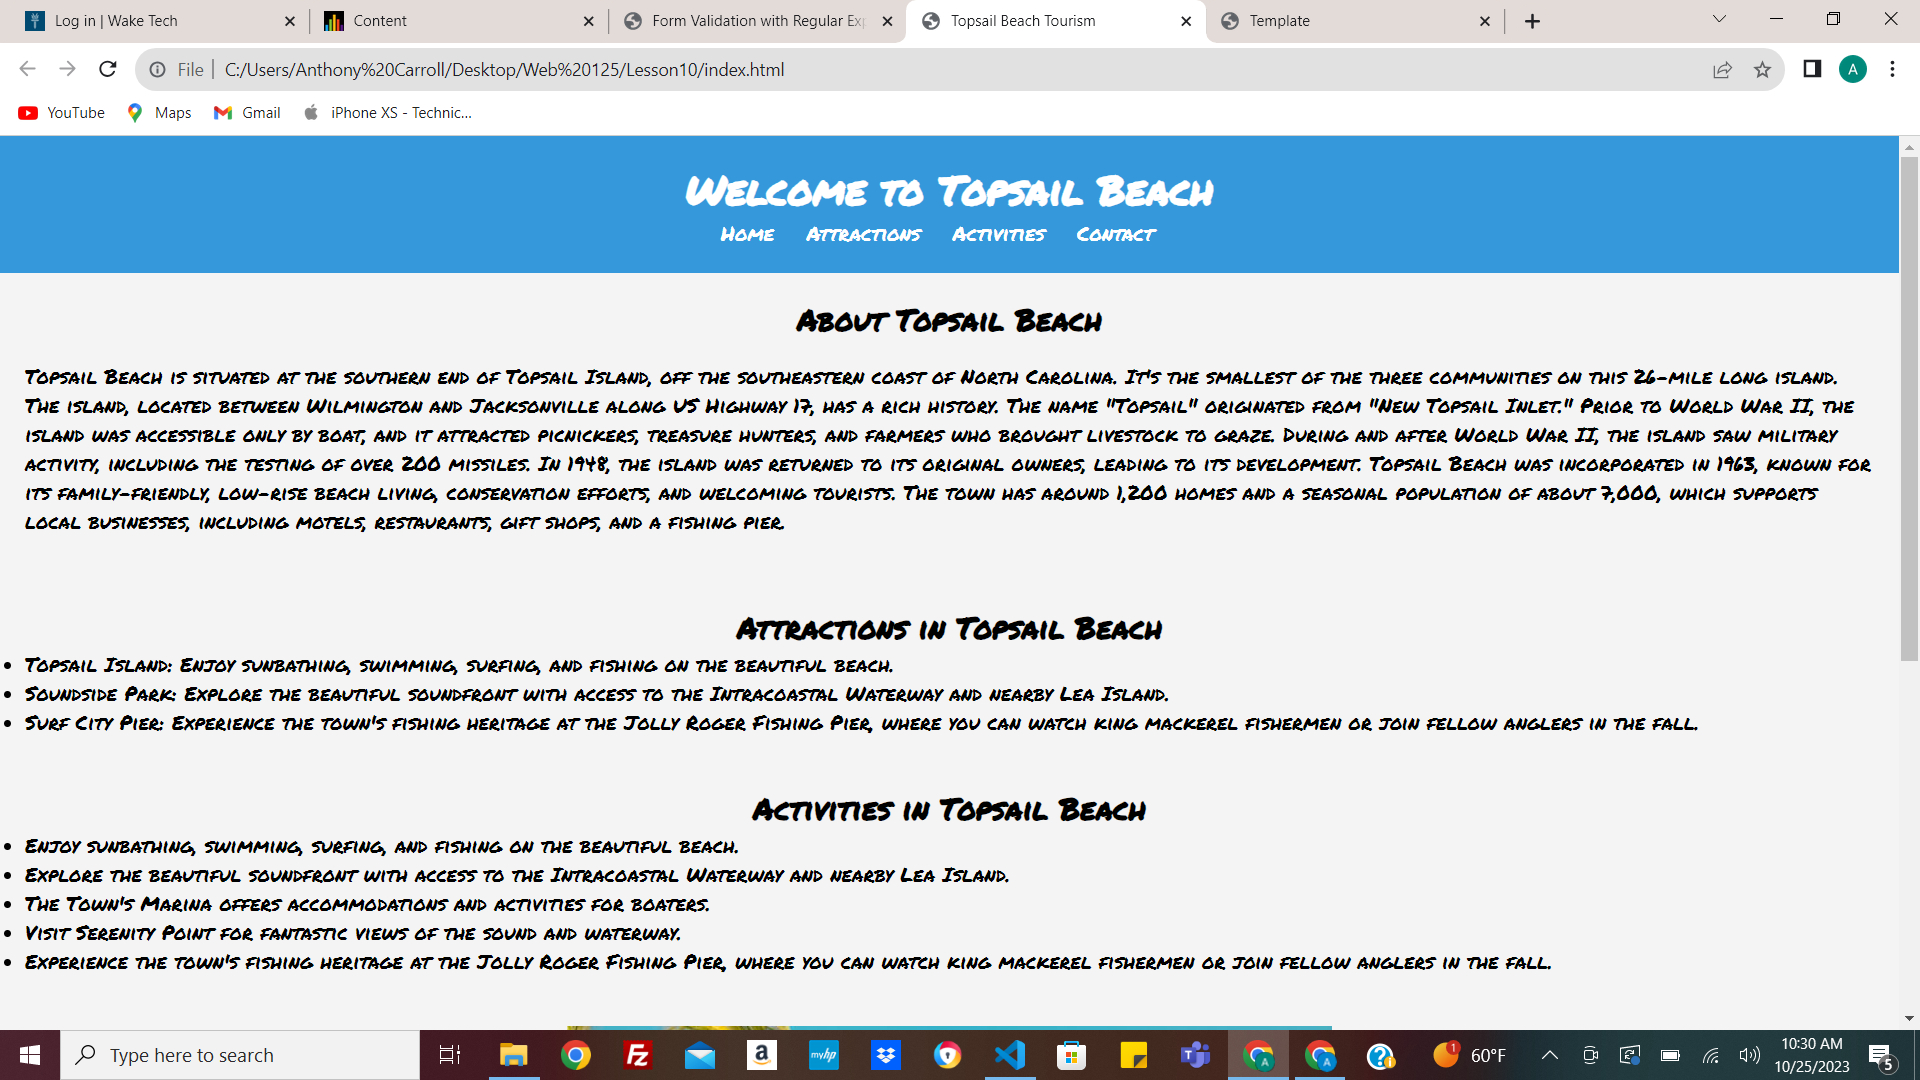 Log in | Wake Tech
Content
Form Validation with Regular Exp
Topsail Beach Tourism
Template
File | C:/Users/Anthony%20Carroll/Desktop/Web%20125/Lesson10/index.html
A
YouTube
Maps
Gmail
iPhone XS - Technic...
Welcome to Topsail Beach
Home Attractions Activities Contact
About Topsail Beach
Topsail Beach is situated at the southern end of Topsail Island, off the southeastern coast of North Carolina. It's the smallest of the three communities on this 26-mile long island.
The island, located between Wilmington and Jacksonville along US Highway 17, has a rich history. The name "Topsail" originated from "New Topsail Inlet." Prior to World War II, the
island was accessible only by boat, and it attracted picnickers, treasure hunters, and farmers who brought livestock to graze. During and after World War II, the island saw military
activity, including the testing of over 200 missiles. In 1948, the island was returned to its original owners, leading to its development. Topsail Beach was incorporated in 1963, known for
its family-friendly, low-rise beach living, conservation efforts, and welcoming tourists. The town has around 1,200 homes and a seasonal population of about 7,000, which supports
local businesses, including motels, restaurants, gift shops, and a fishing pier.
Attractions in Topsail Beach
• Topsail Island: Enjoy sunbathing, swimming, surfing, and fishing on the beautiful beach.
• Soundside Park: Explore the beautiful soundfront with access to the Intracoastal Waterway and nearby Lea Island.
• Surf City Pier: Experience the town's fishing heritage at the Jolly Roger Fishing Pier, where you can watch king mackerel fishermen or join fellow anglers in the fall.
Activities in Topsail Beach
• Enjoy sunbathing, swimming, surfing, and fishing on the beautiful beach.
• Explore the beautiful soundfront with access to the Intracoastal Waterway and nearby Lea Island.
• The Town's Marina offers accommodations and activities for boaters.
• Visit Serenity Point for fantastic views of the sound and waterway.
• Experience the town's fishing heritage at the Jolly Roger Fishing Pier, where you can watch king mackerel fishermen or join fellow anglers in the fall.
Type here to search
Fz
a
myhp
T
A
A
?
1
60°F
10:30 AM
10/25/2023
5